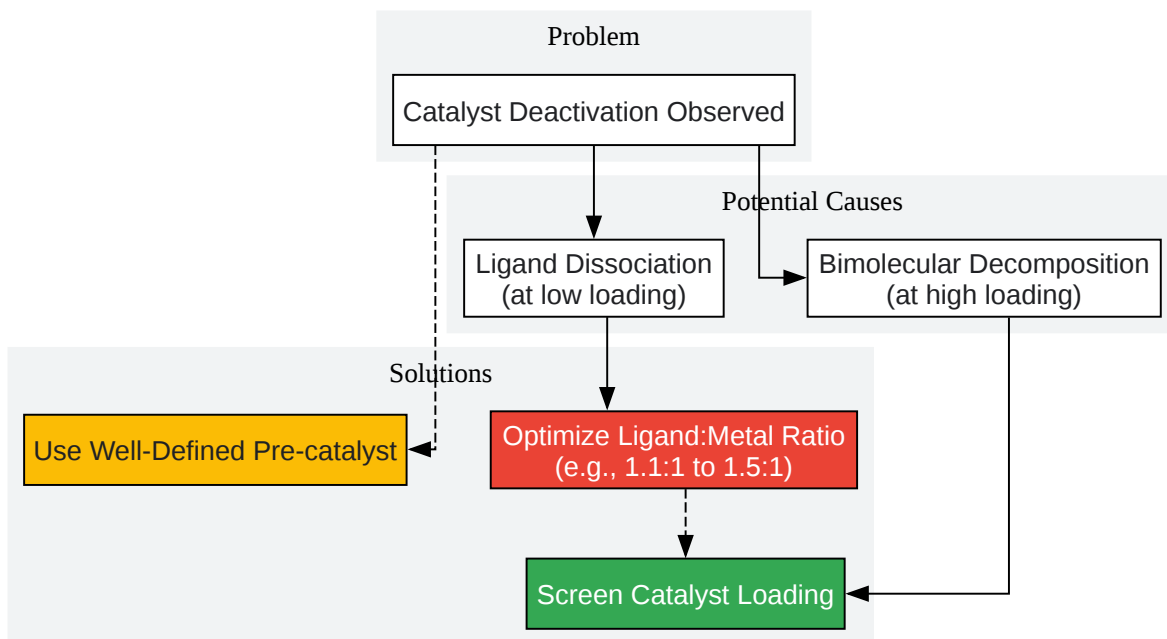 Problem
Catalyst Deactivation Observed
Potential Causes
Ligand Dissociation
(at low loading)
Bimolecular Decomposition
(at high loading)
Solutions
Use Well-Defined Pre-catalyst
Optimize Ligand:Metal Ratio
(e.g., 1.1:1 to 1.5:1)
Screen Catalyst Loading